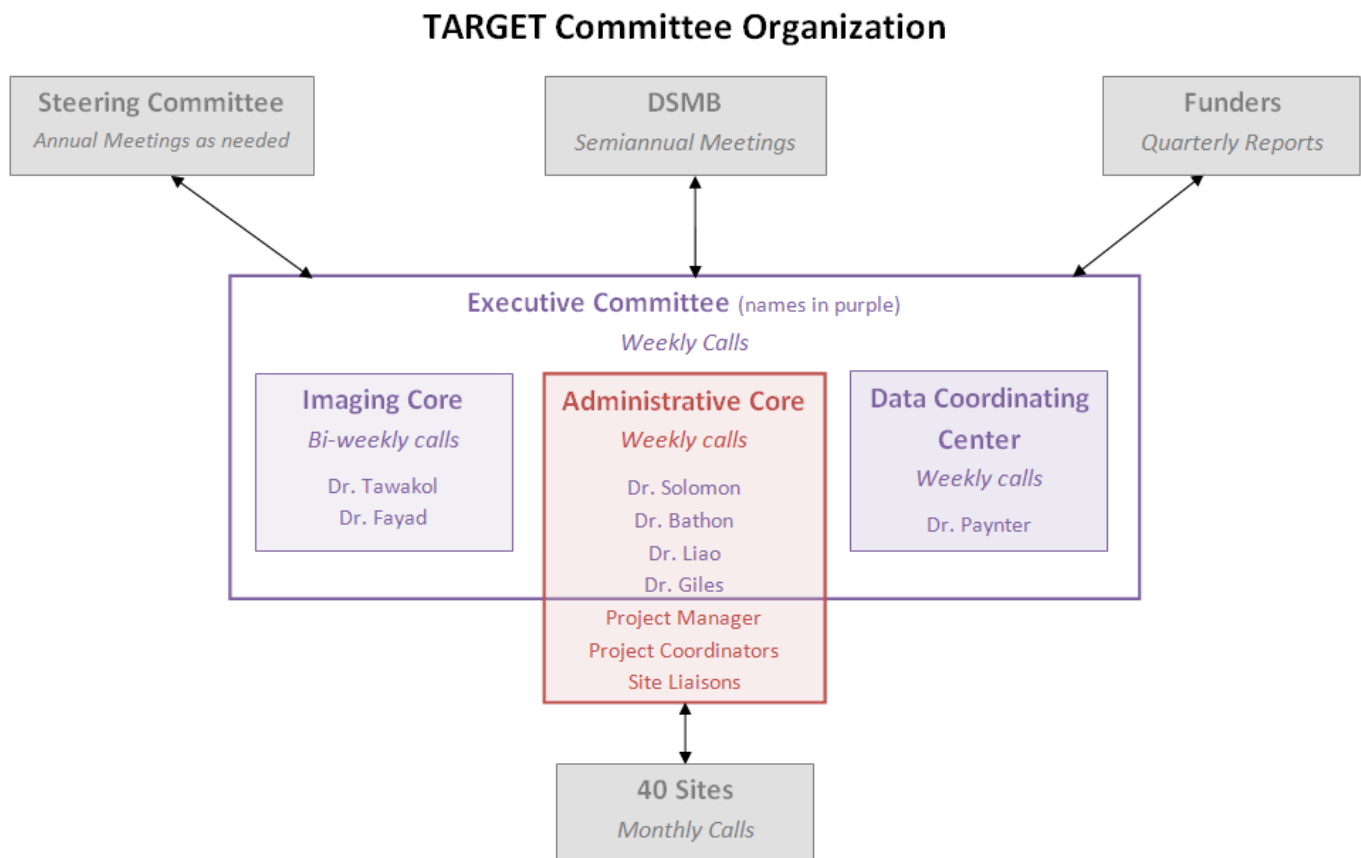 TARGET Committee Organization
Steering Committee
Annual Meetings as needed
DSMB
Semiannual Meetings
Funders
Quarterly Reports
Executive Committee (names in purple)
Weekly Calls
Imaging Core
Bi-weekly calls
Dr. Tawakol
Dr. Fayad
Administrative Core
Weekly calls
Dr. Solomon
Dr. Bathon
Dr. Liao
Dr. Giles
Project Manager
Project Coordinators
Site Liaisons
Data Coordinating
Center
Weekly calls
Dr. Paynter
40 Sites
Monthly Calls